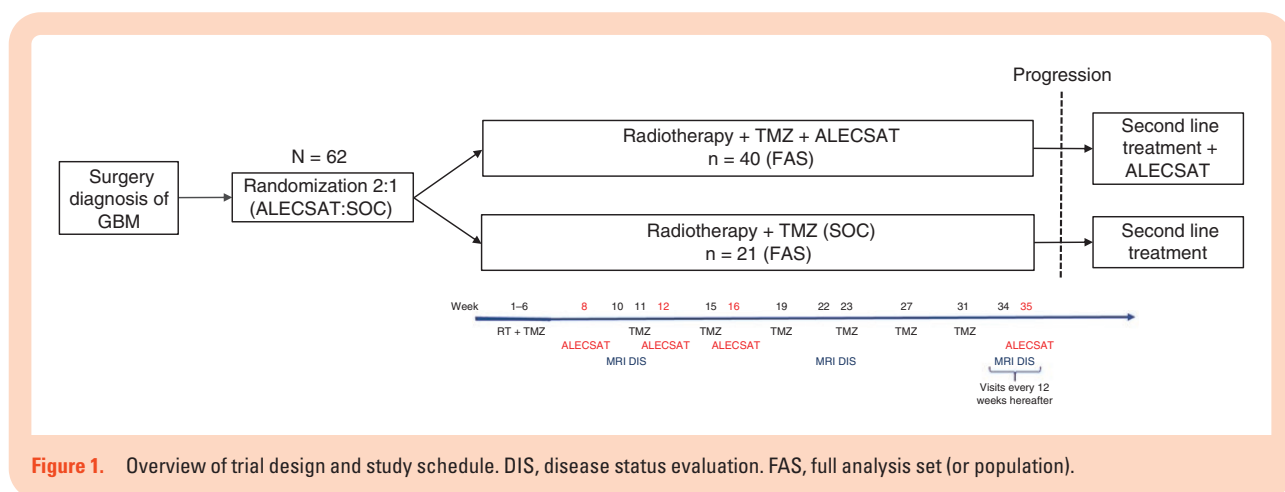 Progression
Surgery
diagnosis of
GBM
N = 62
Randomization 2:1
(ALECSAT:SOC)
Radiotherapy + TMZ + ALECSAT
n = 40 (FAS)
Second line
treatment +
ALECSAT
Radiotherapy + TMZ (SOC)
n = 21 (FAS)
Second line
treatment
Week 1–6 8 10 11 12 15 16 19 22 23 27 31 34 35
RT + TMZ TMZ TMZ TMZ TMZ TMZ TMZ
ALECSAT ALECSAT ALECSAT ALECSAT
MRI DIS MRI DIS MRI DIS
Visits every 12
weeks hereafter
Figure 1. Overview of trial design and study schedule. DIS, disease status evaluation. FAS, full analysis set (or population).